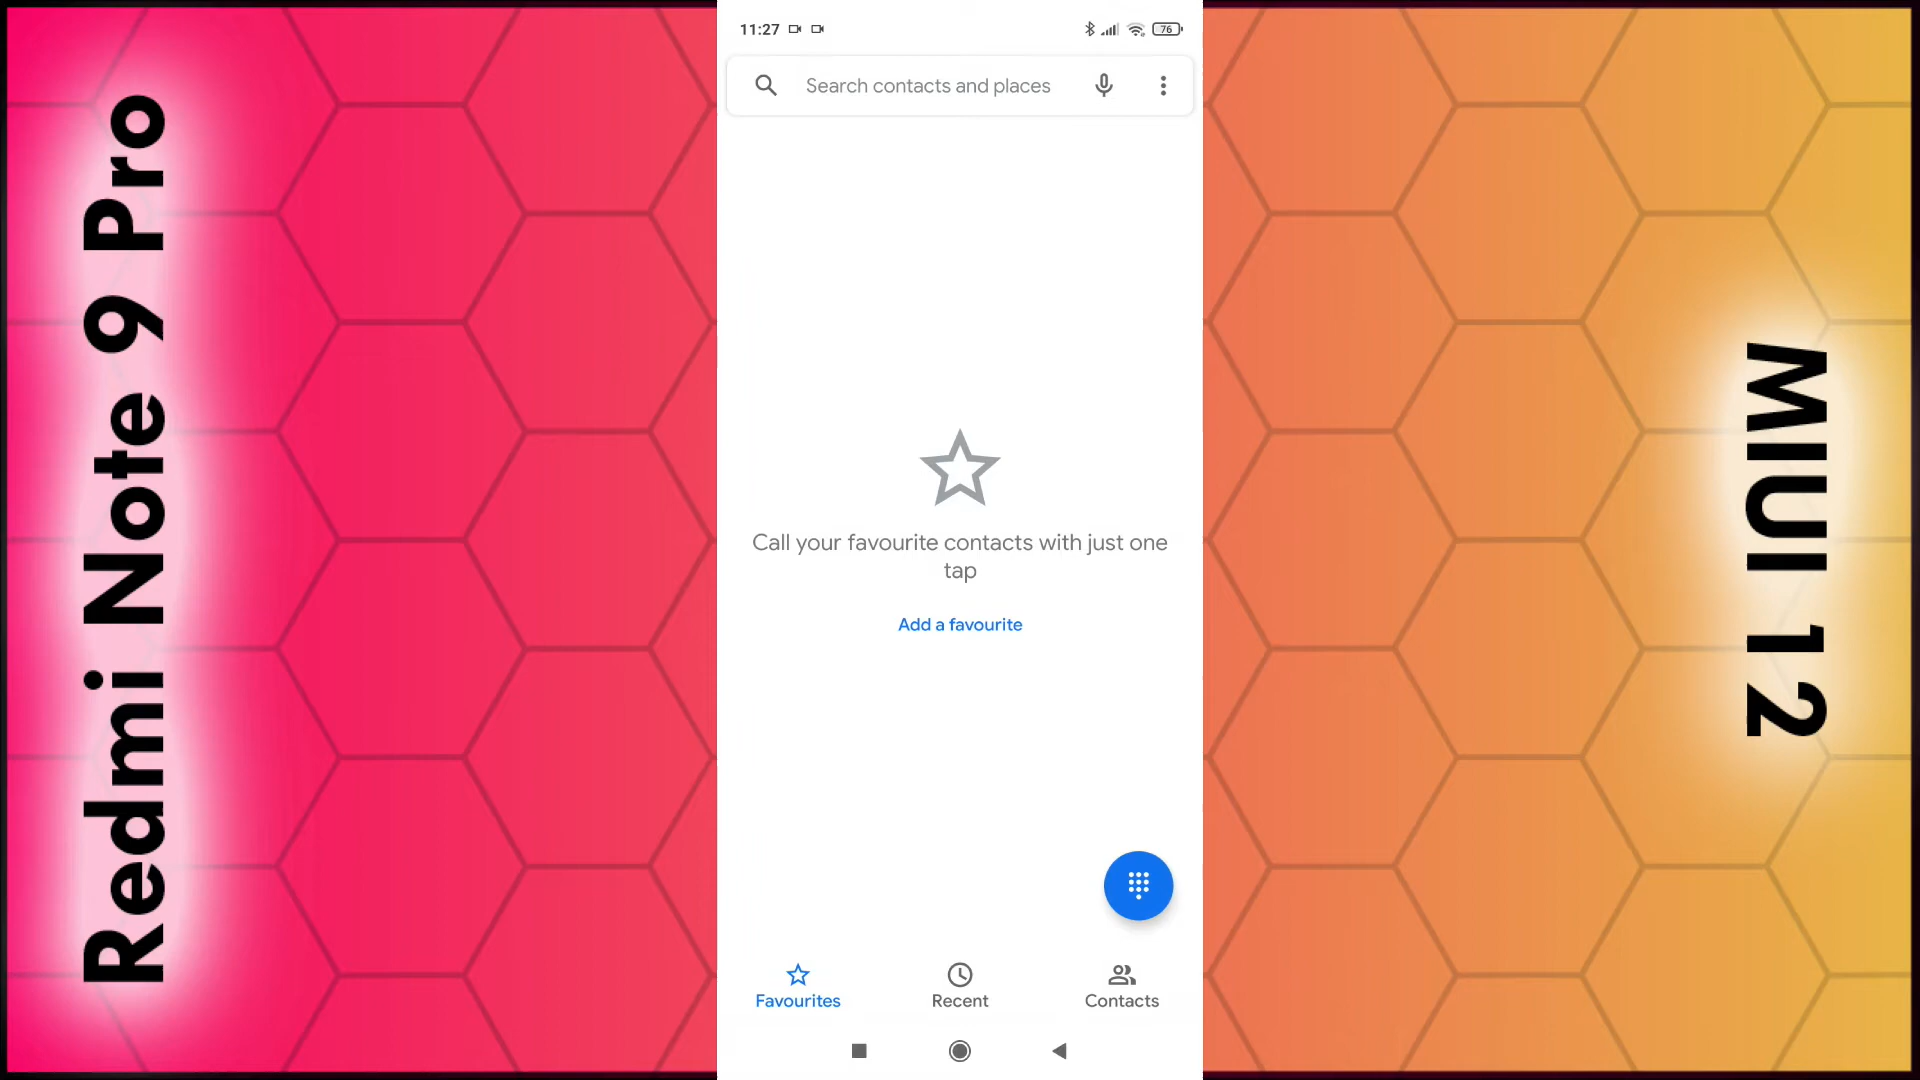 Redmi Note 9 Pro
11:27
76
Search contacts and places
Call your favourite contacts with just one
tap
Add a favourite
Favourites
Recent
Contacts
MIUI 12